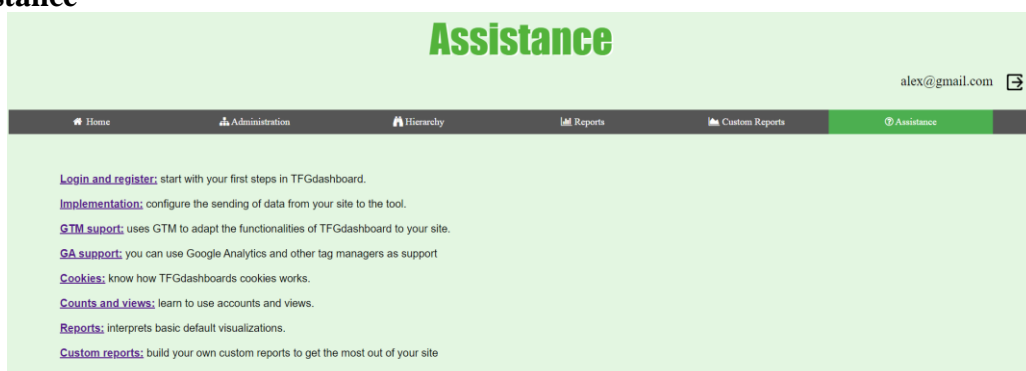 stance
Assistance
alex@gmail.com
Home Administration Hierarchy Reports Custom Reports Assistance
Login and register: start with your first steps in TFGdashboard.
Implementation: configure the sending of data from your site to the tool.
GTM suport: uses GTM to adapt the functionalities of TFGdashboard to your site.
GA support: you can use Google Analytics and other tag managers as support
Cookies: know how TFGdashboards cookies works.
Counts and views: learn to use accounts and views.
Reports: interprets basic default visualizations.
Custom reports: build your own custom reports to get the most out of your site